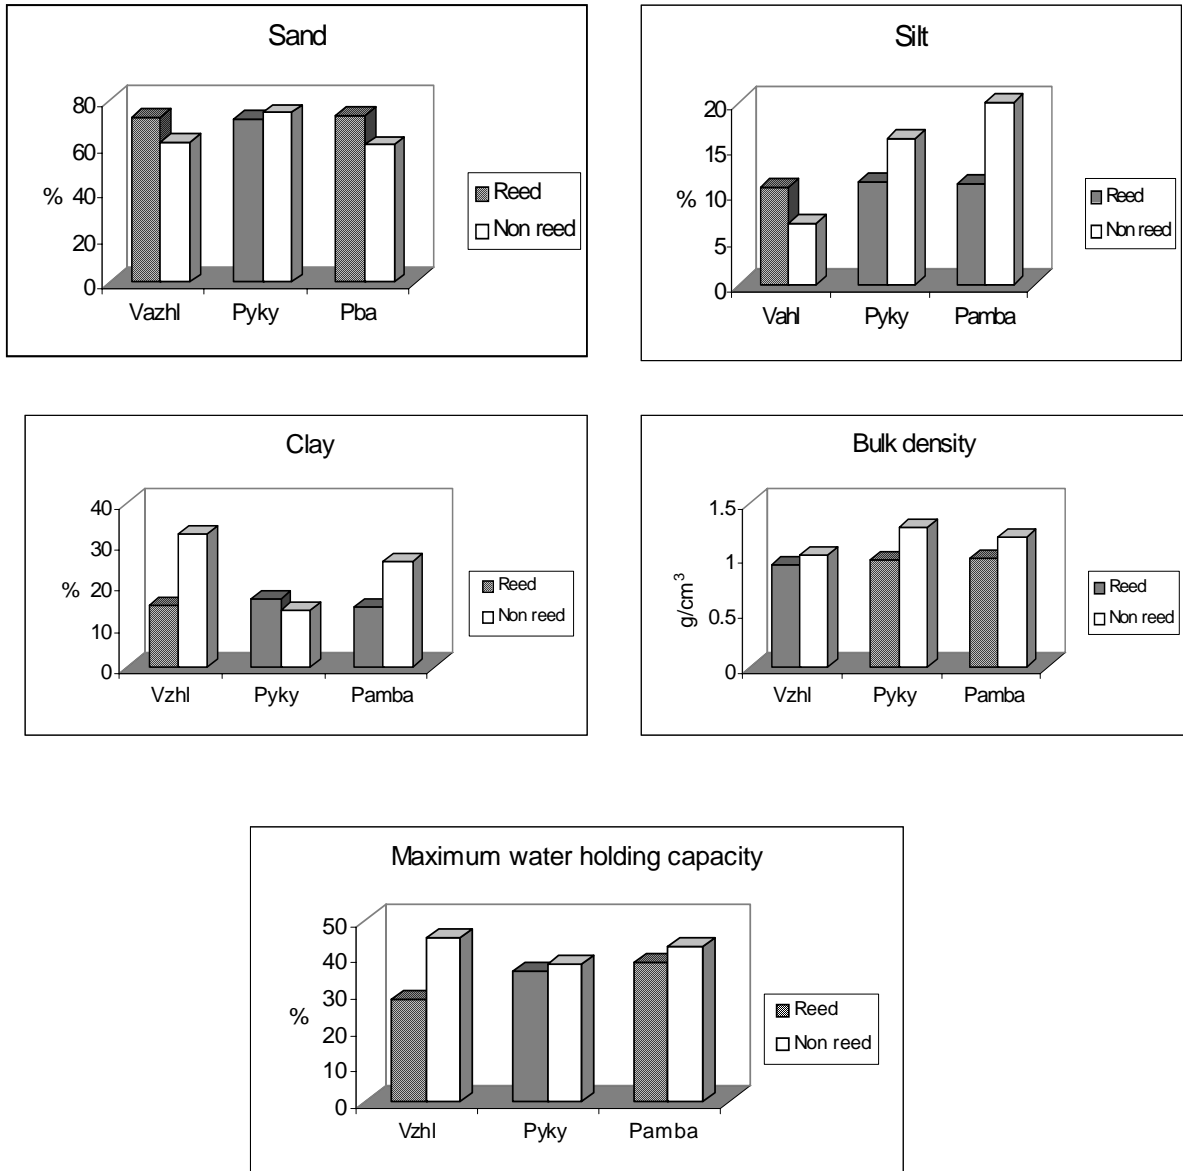 Sand
80
60
%
40
20
0
Vazhl Pyky Pba
Reed
Non reed
Silt
20
15
%
10
5
0
Vahl Pyky Pamba
Reed
Non reed
Clay
40
30
%
20
10
0
Vzhl Pyky Pamba
Reed
Non reed
Bulk density
1.5
1
g/cm³
0.5
0
Vzhl Pyky Pamba
Reed
Non reed
Maximum water holding capacity
50
40
30
%
20
10
0
Vzhl Pyky Pamba
Reed
Non reed